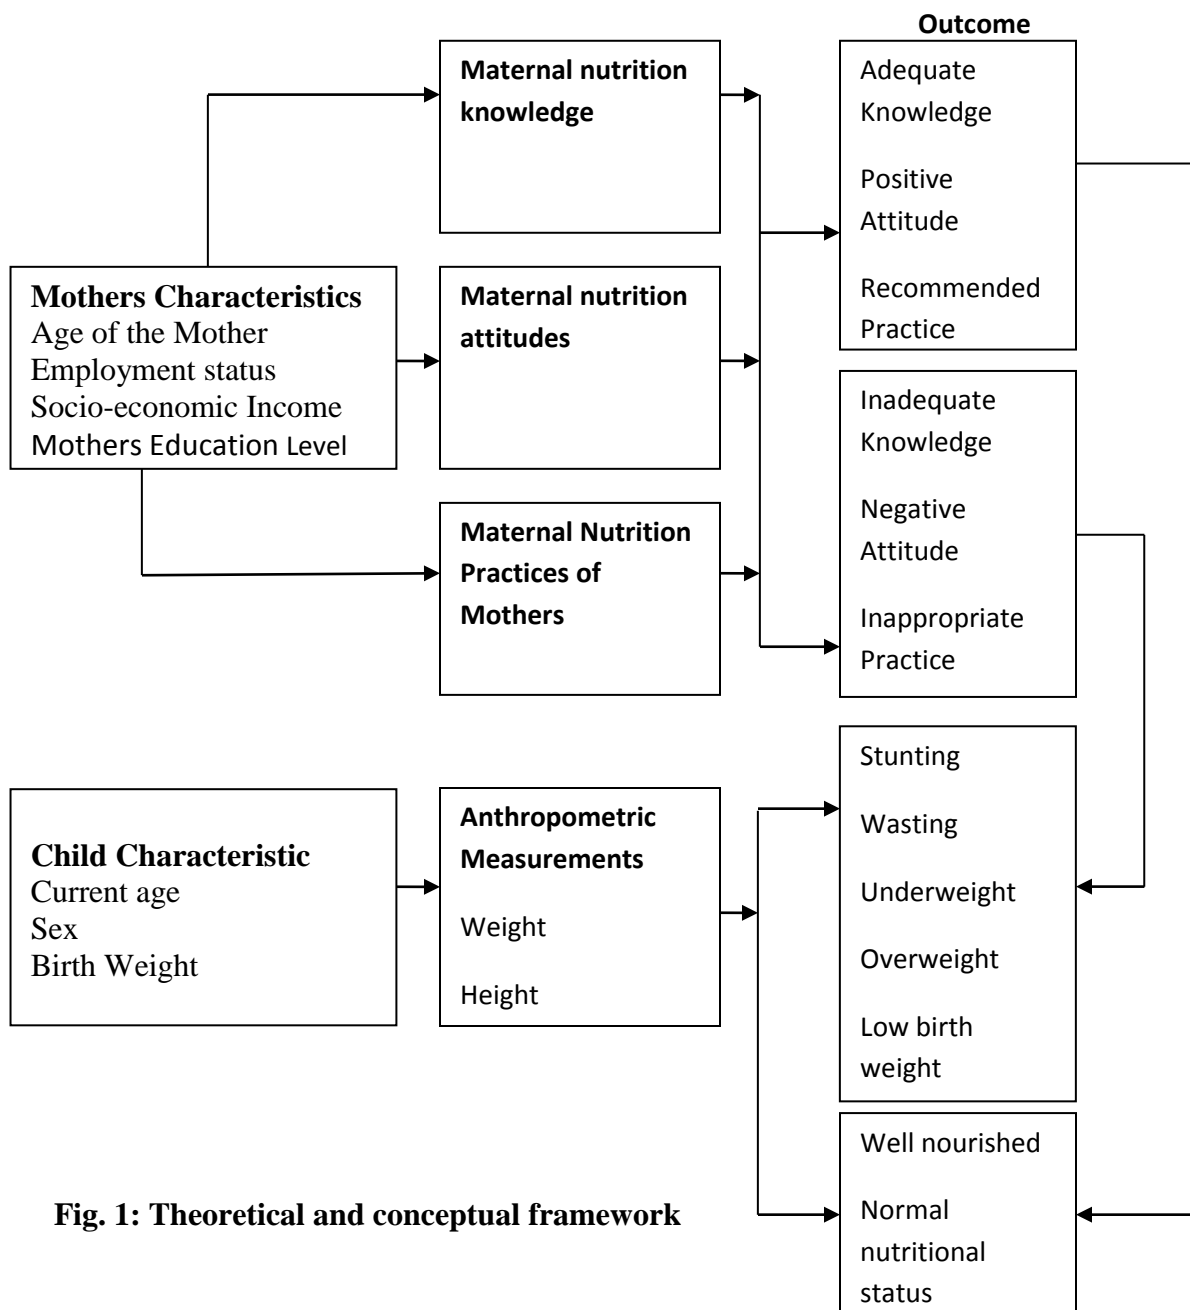 Outcome
Maternal nutrition
knowledge
Adequate
Knowledge
Positive
Attitude
Recommended
Practice
Mothers Characteristics
Age of the Mother
Employment status
Socio-economic Income
Mothers Education Level
Maternal nutrition
attitudes
Inadequate
Knowledge
Negative
Attitude
Inappropriate
Practice
Maternal Nutrition
Practices of
Mothers
Child Characteristic
Current age
Sex
Birth Weight
Anthropometric
Measurements
Weight
Height
Stunting
Wasting
Underweight
Overweight
Low birth
weight
Well nourished
Normal
nutritional
status
Fig. 1: Theoretical and conceptual framework